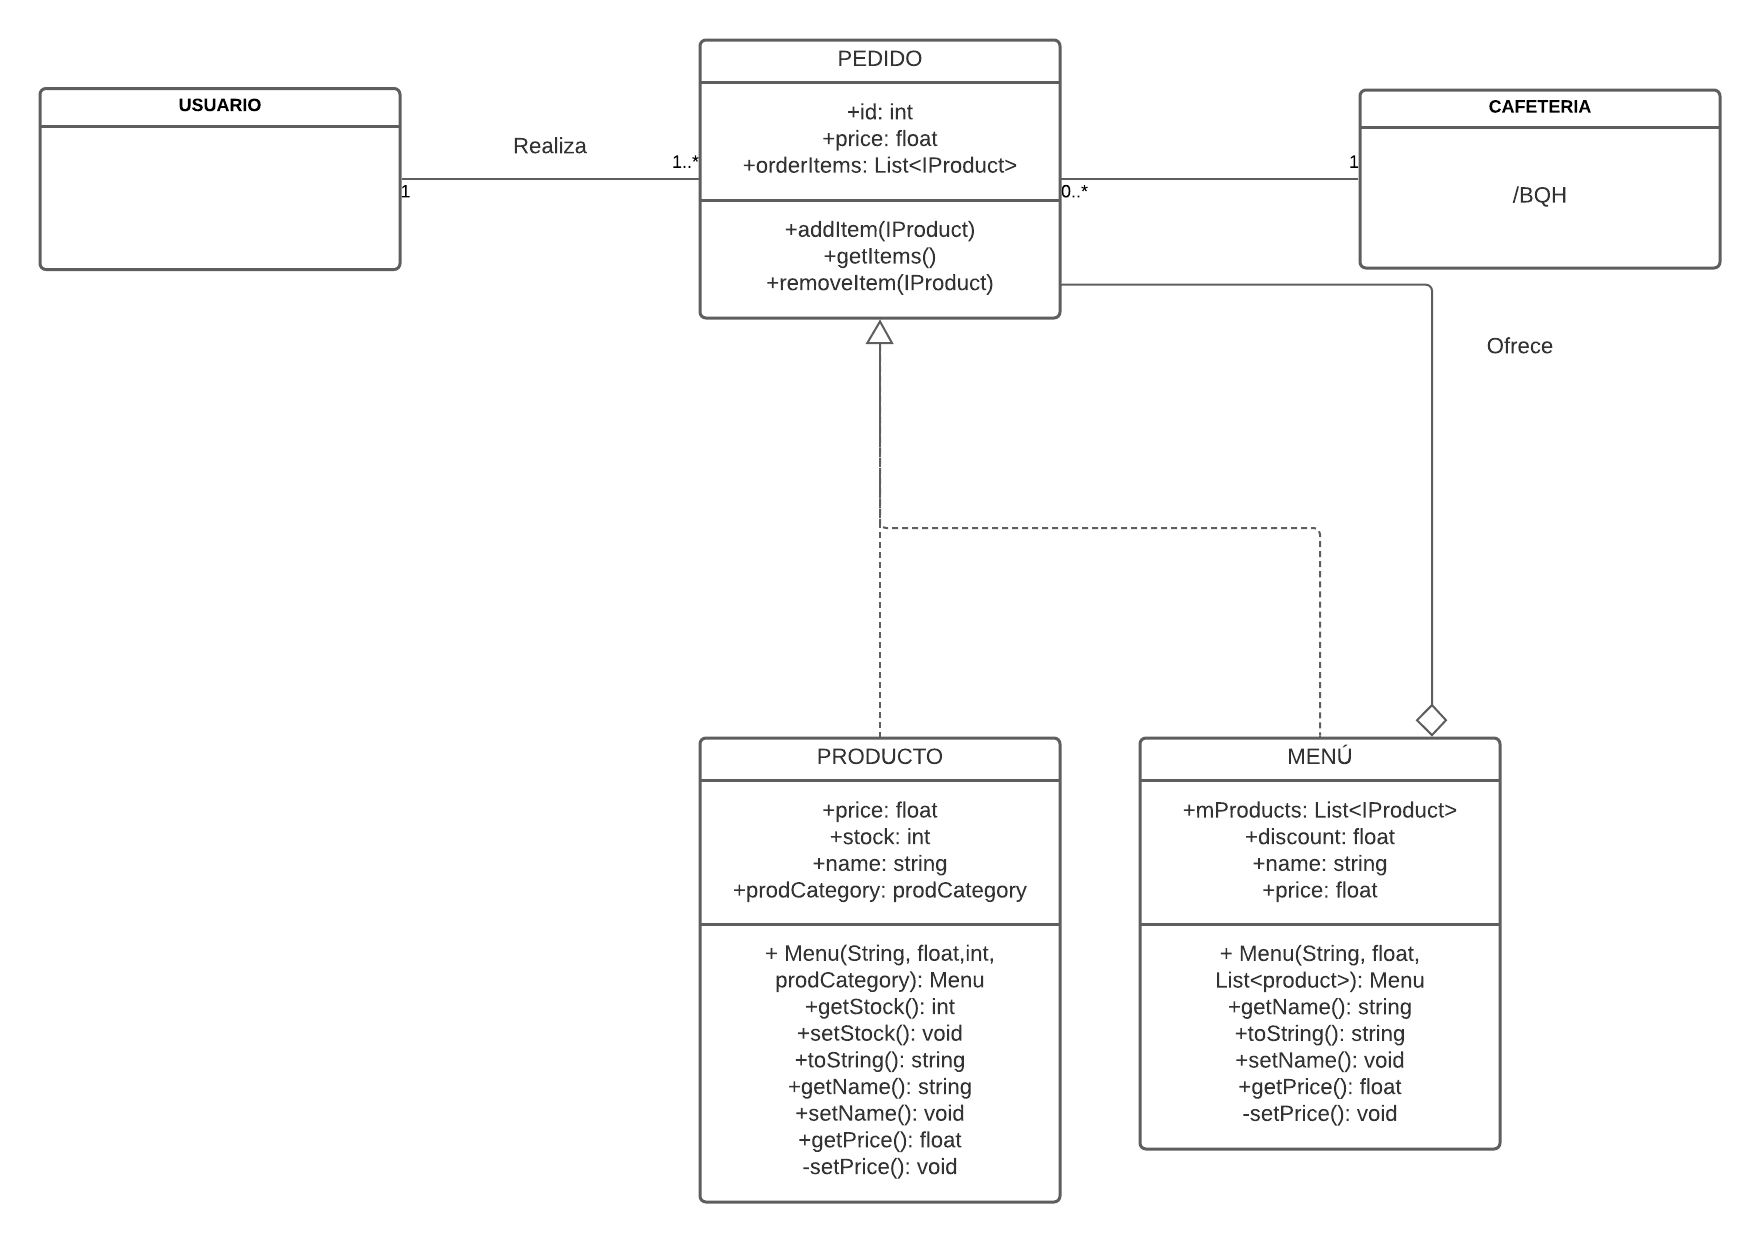 PEDIDO
+id: int
+price: float
+orderItems: List<IProduct>
+addItem(IProduct)
+getItems()
+removeItem(IProduct)
USUARIO
Realiza
1..*
1
CAFETERIA
/BQH
1
0..*
Ofrece
PRODUCTO
+price: float
+stock: int
+name: string
+prodCategory: prodCategory
+ Menu(String, float,int,
prodCategory): Menu
+getStock(): int
+setStock(): void
+toString(): string
+getName(): string
+setName(): void
+getPrice(): float
-setPrice(): void
MENÚ
+mProducts: List<IProduct>
+discount: float
+name: string
+price: float
+ Menu(String, float,
List<product>): Menu
+getName(): string
+toString(): string
+setName(): void
+getPrice(): float
-setPrice(): void